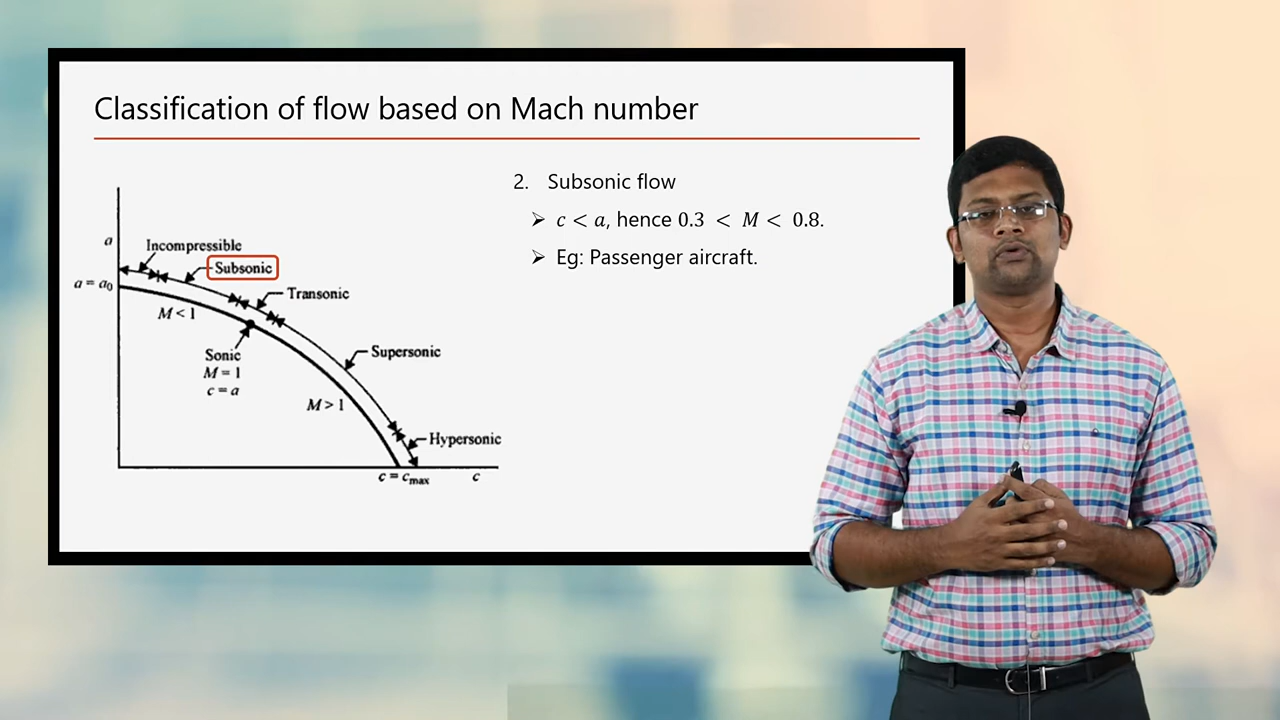 Classification of flow based on Mach number
2. Subsonic flow
➢ c < a, hence 0.3 < M < 0.8.
➢ Eg: Passenger aircraft.
a
Incompressible
Subsonic
a = a₀
Transonic
M < 1
Sonic
M = 1
c = a
Supersonic
M > 1
Hypersonic
c = cₘₐₓ
c